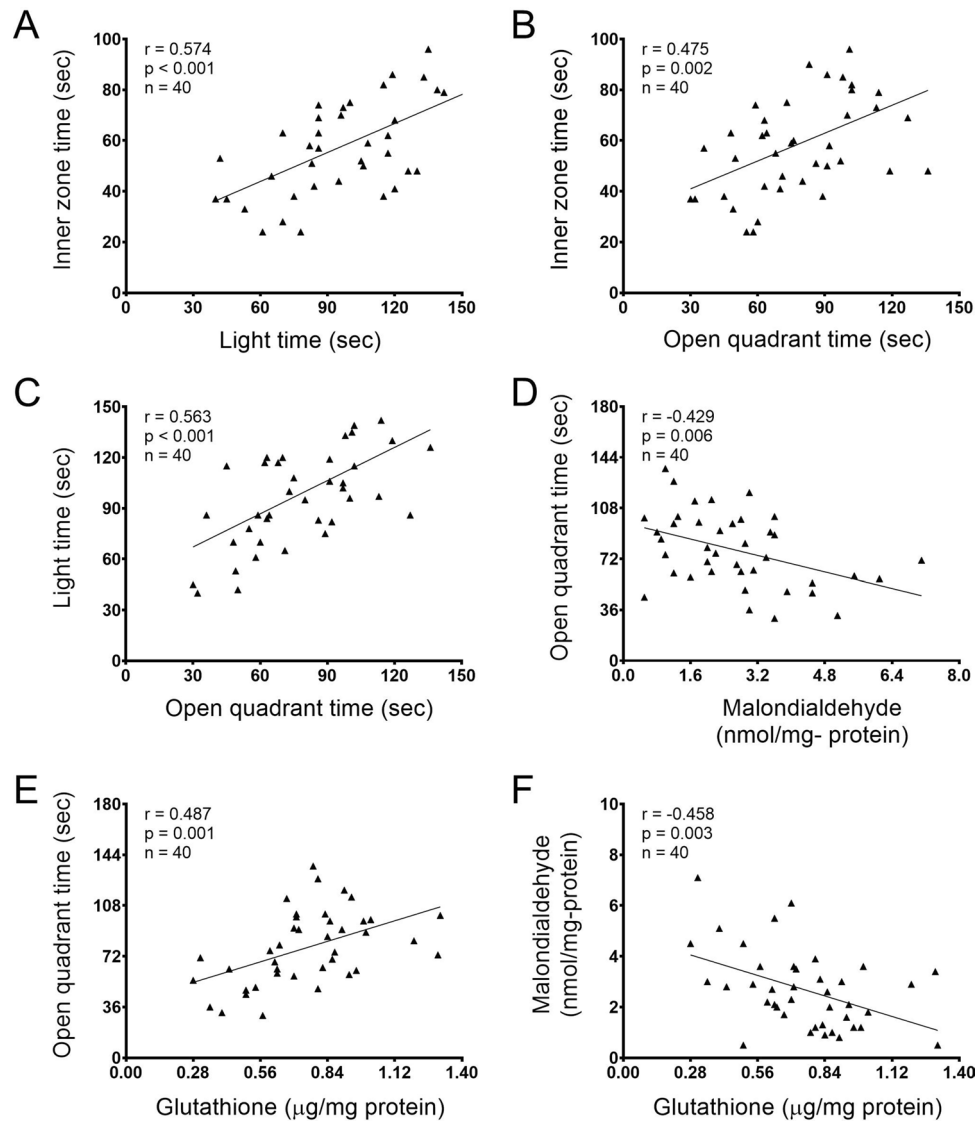 A
r = 0.574
p < 0.001
n = 40
Inner zone time (sec)
100
80
60
40
20
0
0 30 60 90 120 150
Light time (sec)
B
r = 0.475
p = 0.002
n = 40
Inner zone time (sec)
100
80
60
40
20
0
0 30 60 90 120 150
Open quadrant time (sec)
C
r = 0.563
p < 0.001
n = 40
Light time (sec)
150
120
90
60
30
0
0 30 60 90 120 150
Open quadrant time (sec)
D
r = -0.429
p = 0.006
n = 40
Open quadrant time (sec)
180
144
108
72
36
0
0.0 1.6 3.2 4.8 6.4 8.0
Malondialdehyde
(nmol/mg- protein)
E
r = 0.487
p = 0.001
n = 40
Open quadrant time (sec)
180
144
108
72
36
0
0.00 0.28 0.56 0.84 1.12 1.40
Glutathione (μg/mg protein)
F
r = -0.458
p = 0.003
n = 40
Malondialdehyde
(nmol/mg-protein)
10
8
6
4
2
0
0.00 0.28 0.56 0.84 1.12 1.40
Glutathione (μg/mg protein)